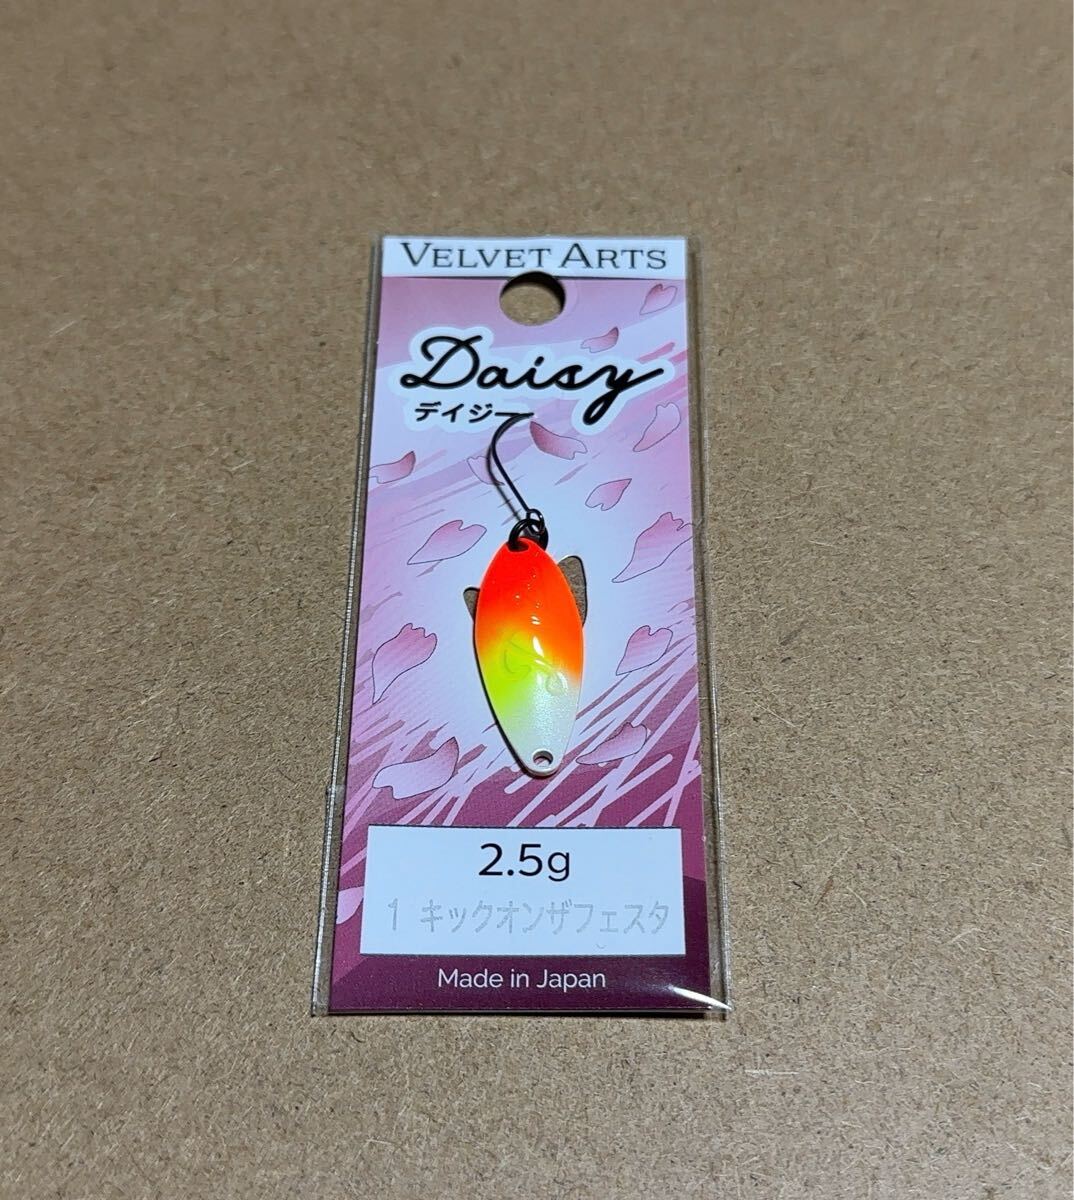 VELVET ARTS
Daisy
デイジー
2.5g
1 キックオンザフェスタ
Made in Japan